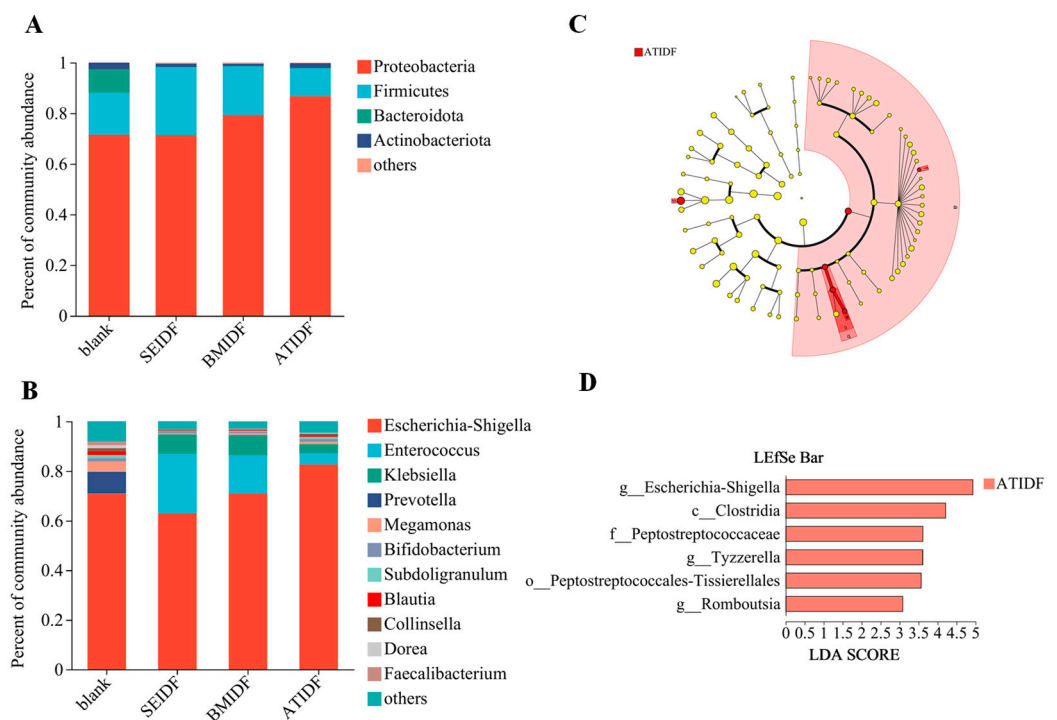 A
Percent of community abundance
1
0.8
0.6
0.4
0.2
0
blank
SEIDF
BMIDF
ATIDF
Proteobacteria
Firmicutes
Bacteroidota
Actinobacteriota
others
B
Percent of community abundance
1
0.8
0.6
0.4
0.2
0
blank
SEIDF
BMIDF
ATIDF
Escherichia-Shigella
Enterococcus
Klebsiella
Prevotella
Megamonas
Bifidobacterium
Subdoligranulum
Blautia
Collinsella
Dorea
Faecalibacterium
others
C
ATIDF
D
LEfSe Bar
ATIDF
g__Escherichia-Shigella
c__Clostridia
f__Peptostreptococcaceae
g__Tyzzerella
o__Peptostreptococcales-Tissierellales
g__Romboutsia
0 0.5 1 1.5 2 2.5 3 3.5 4 4.5 5
LDA SCORE